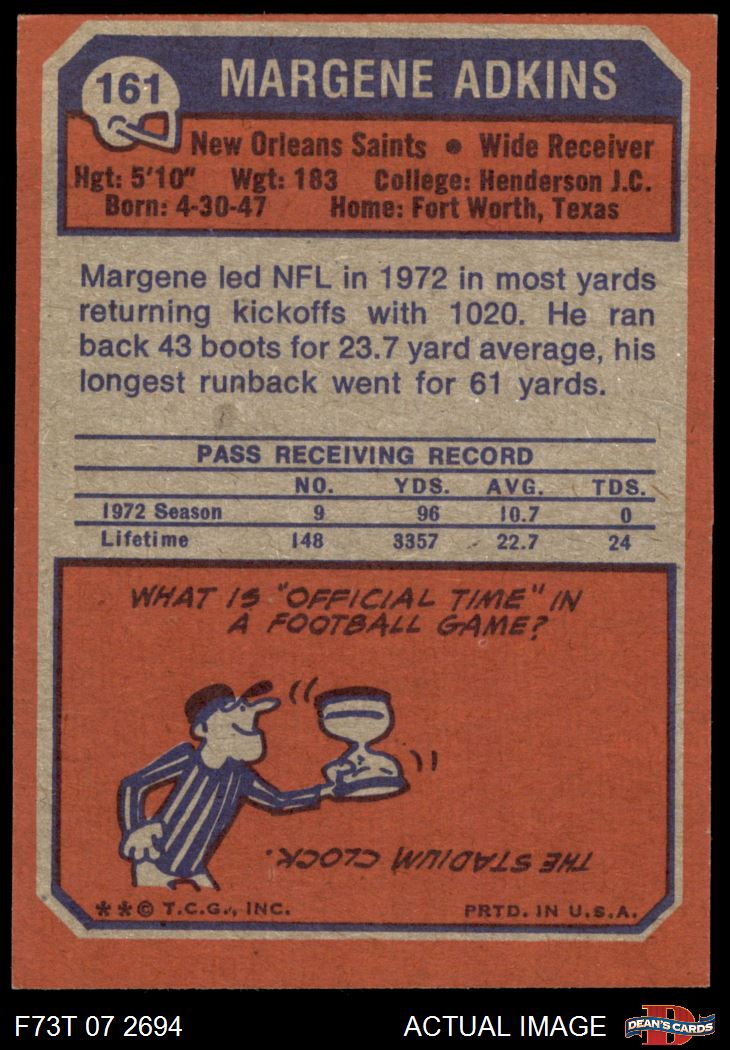 161
MARGENE ADKINS
New Orleans Saints • Wide Receiver
Hgt: 5'10" Wgt: 183 College: Henderson J.C.
Born: 4-30-47 Home: Fort Worth, Texas
Margene led NFL in 1972 in most yards
returning kickoffs with 1020. He ran
back 43 boots for 23.7 yard average, his
longest runback went for 61 yards.
PASS RECEIVING RECORD
NO. YDS. AVG. TDS.
1972 Season 9 96 10.7 0
Lifetime 148 3357 22.7 24
WHAT IS "OFFICIAL TIME" IN
A FOOTBALL GAME?
THE STADIUM CLOCK.
**© T.C.G., INC. PRTD. IN U.S.A.
F73T 07 2694 ACTUAL IMAGE D DEAN'S CARDS